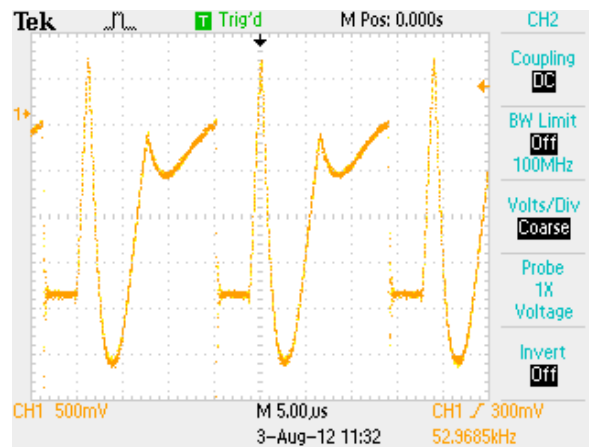 Tek T Trig'd M Pos: 0.000s CH2
Coupling
DC
BW Limit
Off
100MHz
Volts/Div
Coarse
Probe
1X
Voltage
Invert
Off
1
CH1 500mV M 5.00µs CH1 300mV
3-Aug-12 11:32 52.9685kHz